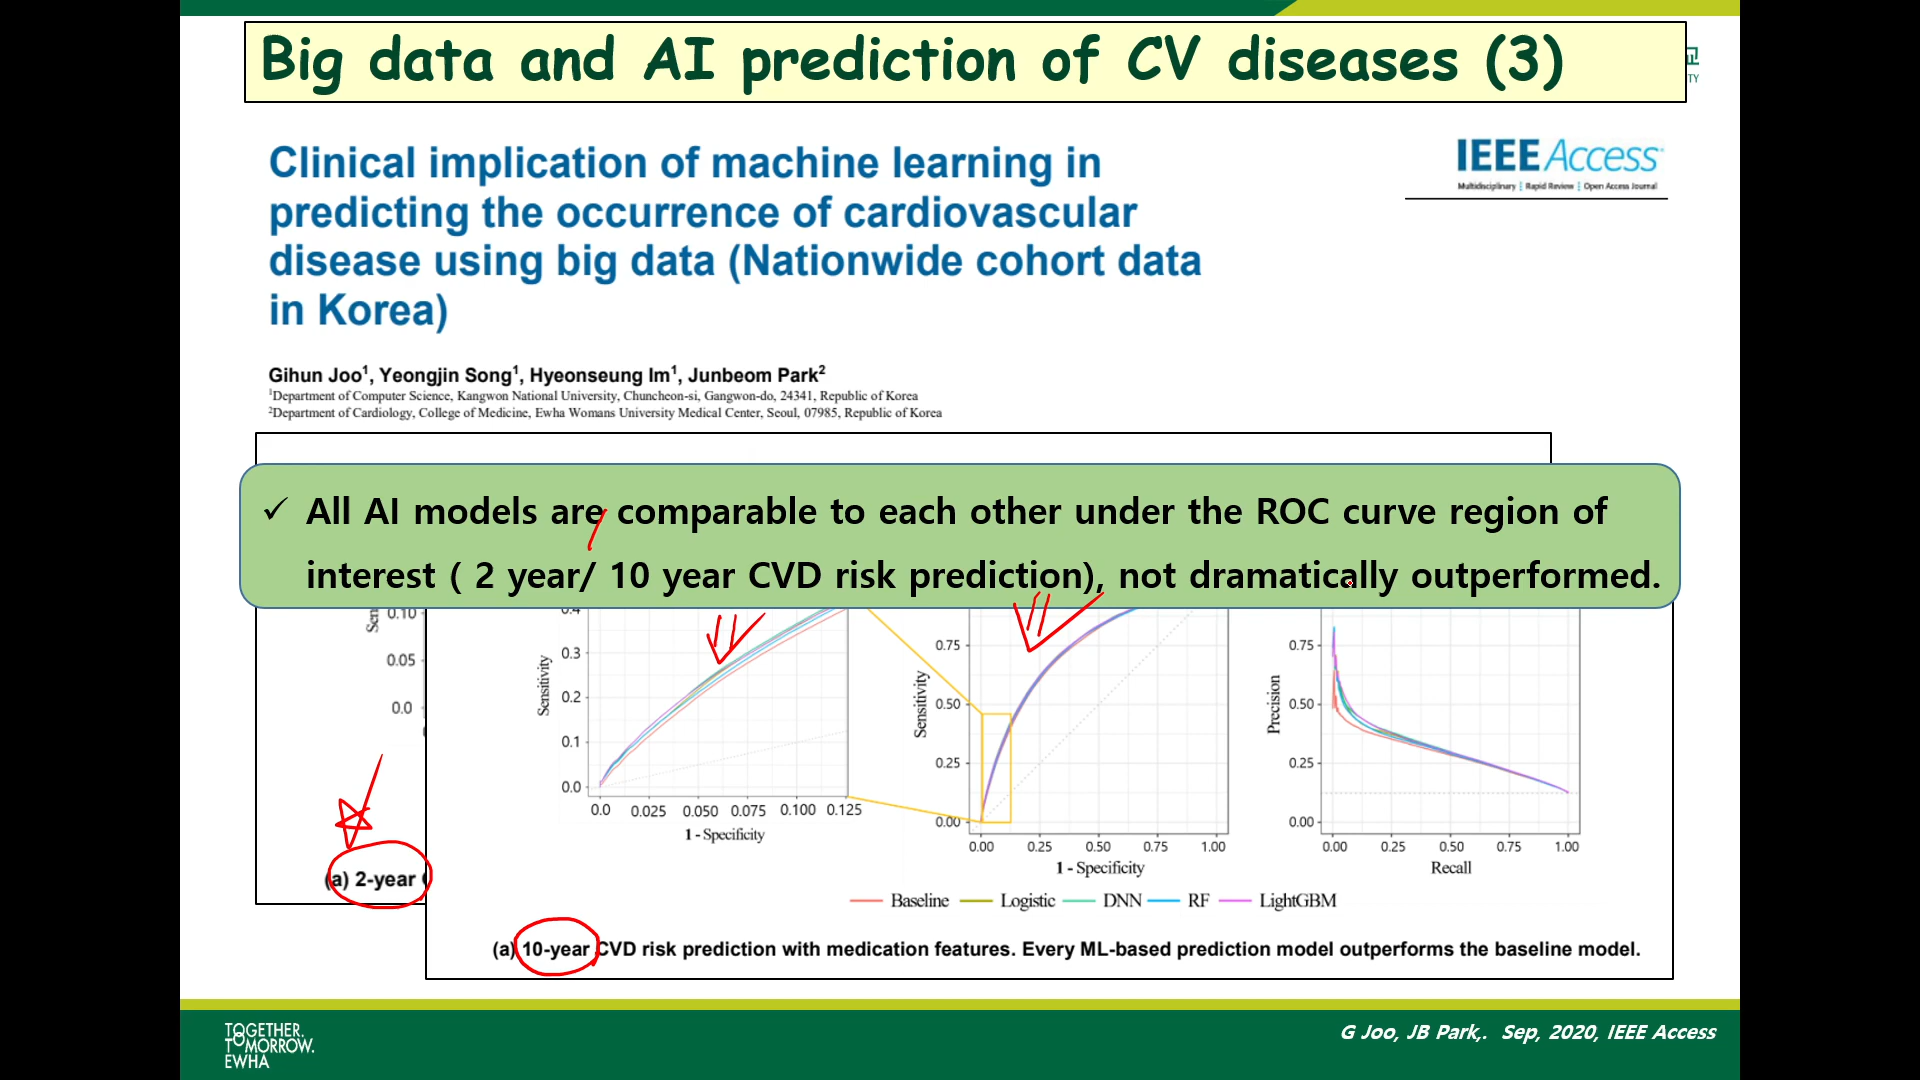 Big data and AI prediction of CV diseases (3)
TY
Clinical implication of machine learning in
predicting the occurrence of cardiovascular
disease using big data (Nationwide cohort data
in Korea)
IEEE Access
Multidisciplinary | Rapid Review | Open Access Journal
Gihun Joo1, Yeongjin Song1, Hyeonseung Im1, Junbeom Park2
1Department of Computer Science, Kangwon National University, Chuncheon-si, Gangwon-do, 24341, Republic of Korea
2Department of Cardiology, College of Medicine, Ewha Womans University Medical Center, Seoul, 07985, Republic of Korea
✓ All AI models are comparable to each other under the ROC curve region of
interest ( 2 year/ 10 year CVD risk prediction), not dramatically outperformed.
Sen
0.10
0.05
0.0
(a) 2-year
Sensitivity
0.4
0.3
0.2
0.1
0.0
0.0 0.025 0.050 0.075 0.100 0.125
1 - Specificity
Sensitivity
0.75
0.50
0.25
0.00
0.00 0.25 0.50 0.75 1.00
1 - Specificity
Precision
0.75
0.50
0.25
0.00
0.00 0.25 0.50 0.75 1.00
Recall
Baseline Logistic DNN RF LightGBM
(a) 10-year CVD risk prediction with medication features. Every ML-based prediction model outperforms the baseline model.
TOGETHER.
TOMORROW.
EWHA
G Joo, JB Park,. Sep, 2020, IEEE Access